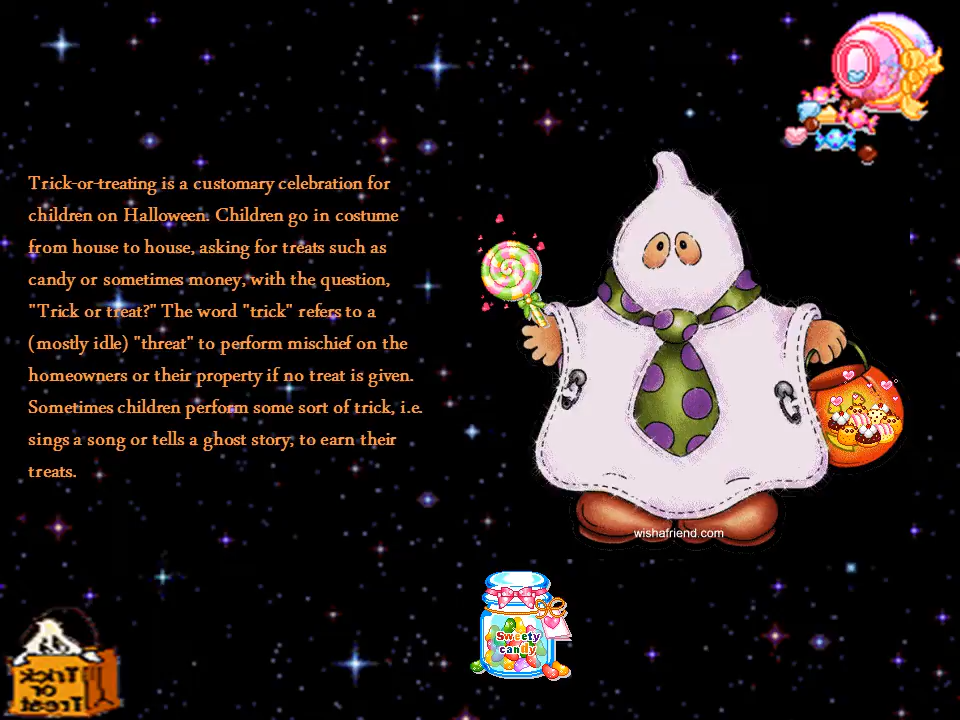 Trick-or-treating is a customary celebration for
children on Halloween. Children go in costume
from house to house, asking for treats such as
candy or sometimes money, with the question,
"Trick or treat?" The word "trick" refers to a
(mostly idle) "threat" to perform mischief on the
homeowners or their property if no treat is given.
Sometimes children perform some sort of trick, i.e.
sings a song or tells a ghost story, to earn their
treats.
wishafriend.com
Sweety
candy
Trick
or
Treat